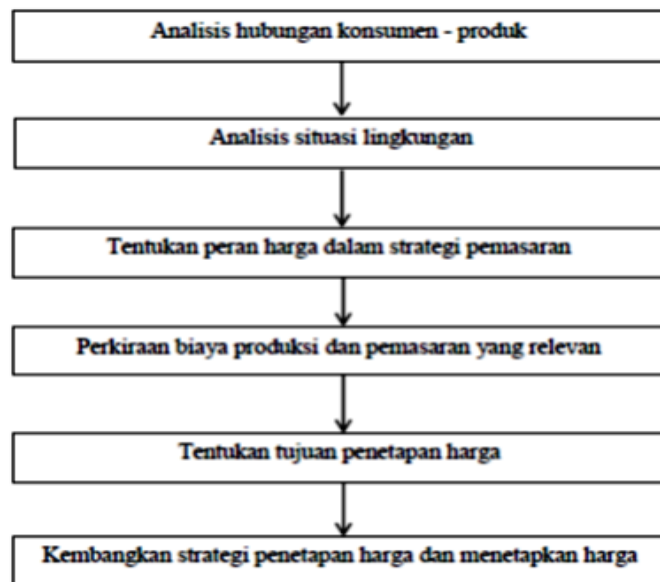 Analisis hubungan konsumen - produk
Analisis situasi lingkungan
Tentukan peran harga dalam strategi pemasaran
Perkiraan biaya produksi dan pemasaran yang relevan
Tentukan tujuan penetapan harga
Kembangkan strategi penetapan harga dan menetapkan harga